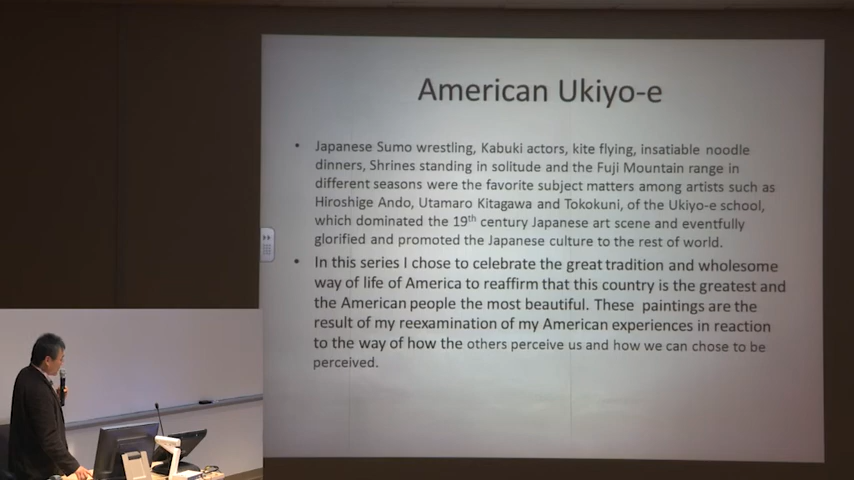 American Ukiyo-e
• Japanese Sumo wrestling, Kabuki actors, kite flying, insatiable noodle
dinners, Shrines standing in solitude and the Fuji Mountain range in
different seasons were the favorite subject matters among artists such as
Hiroshige Ando, Utamaro Kitagawa and Tokokuni, of the Ukiyo-e school,
which dominated the 19th century Japanese art scene and eventfully
glorified and promoted the Japanese culture to the rest of world.
• In this series I chose to celebrate the great tradition and wholesome
way of life of America to reaffirm that this country is the greatest and
the American people the most beautiful. These paintings are the
result of my reexamination of my American experiences in reaction
to the way of how the others perceive us and how we can chose to be
perceived.